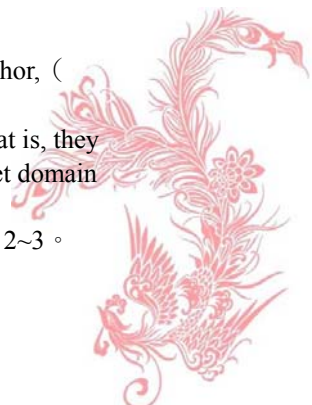 hor,（
at is, they
et domain
2~3。